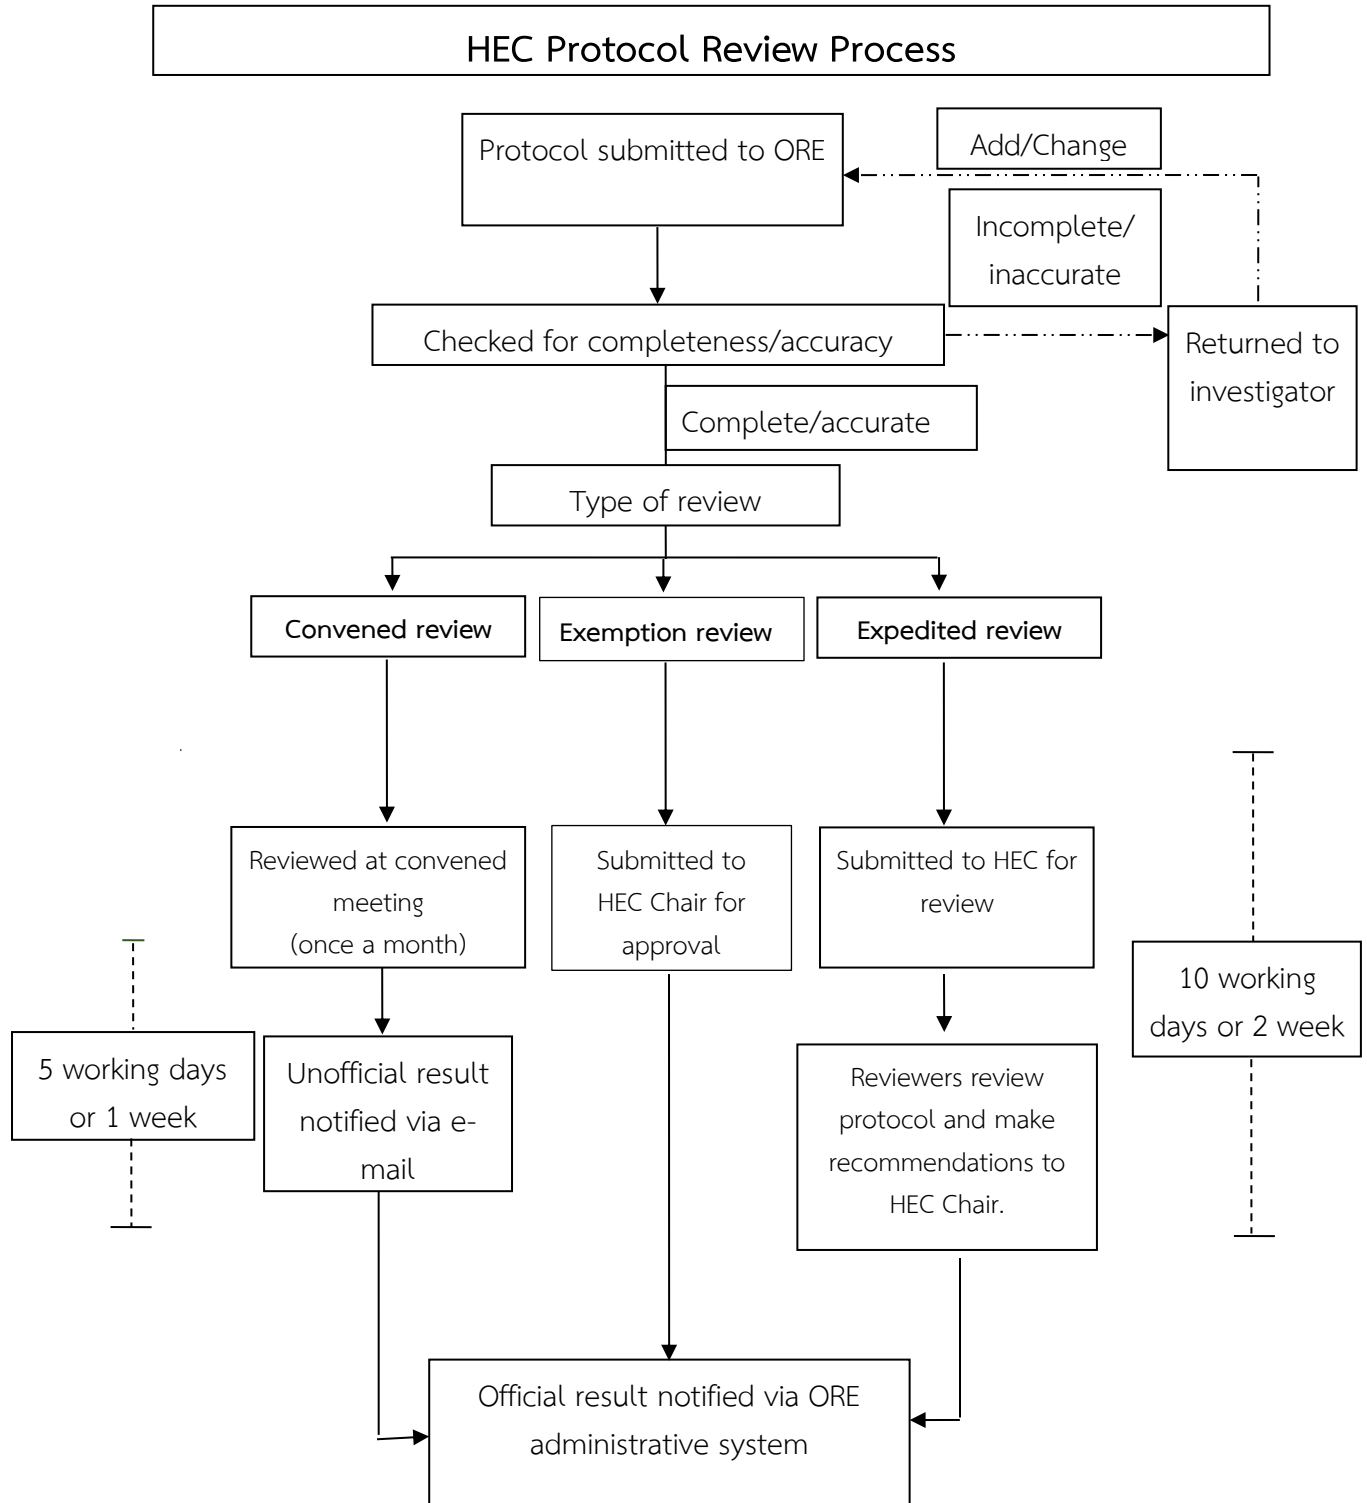 HEC Protocol Review Process
Protocol submitted to ORE
Add/Change
Incomplete/
inaccurate
Checked for completeness/accuracy
Returned to
investigator
Complete/accurate
Type of review
Convened review
Exemption review
Expedited review
Reviewed at convened
meeting
(once a month)
Submitted to
HEC Chair for
approval
Submitted to HEC for
review
10 working
days or 2 week
5 working days
or 1 week
Unofficial result
notified via e-
mail
Reviewers review
protocol and make
recommendations to
HEC Chair.
Official result notified via ORE
administrative system